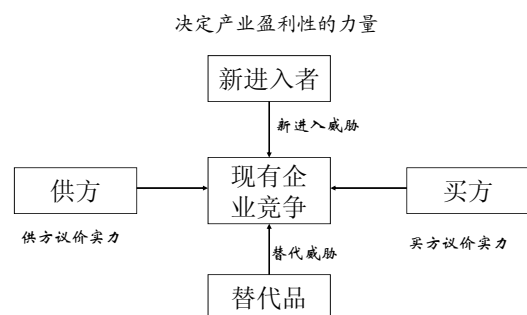 决定产业盈利性的力量
新进入者
新进入威胁
供方
现有企
业竞争
买方
供方议价实力
买方议价实力
替代威胁
替代品